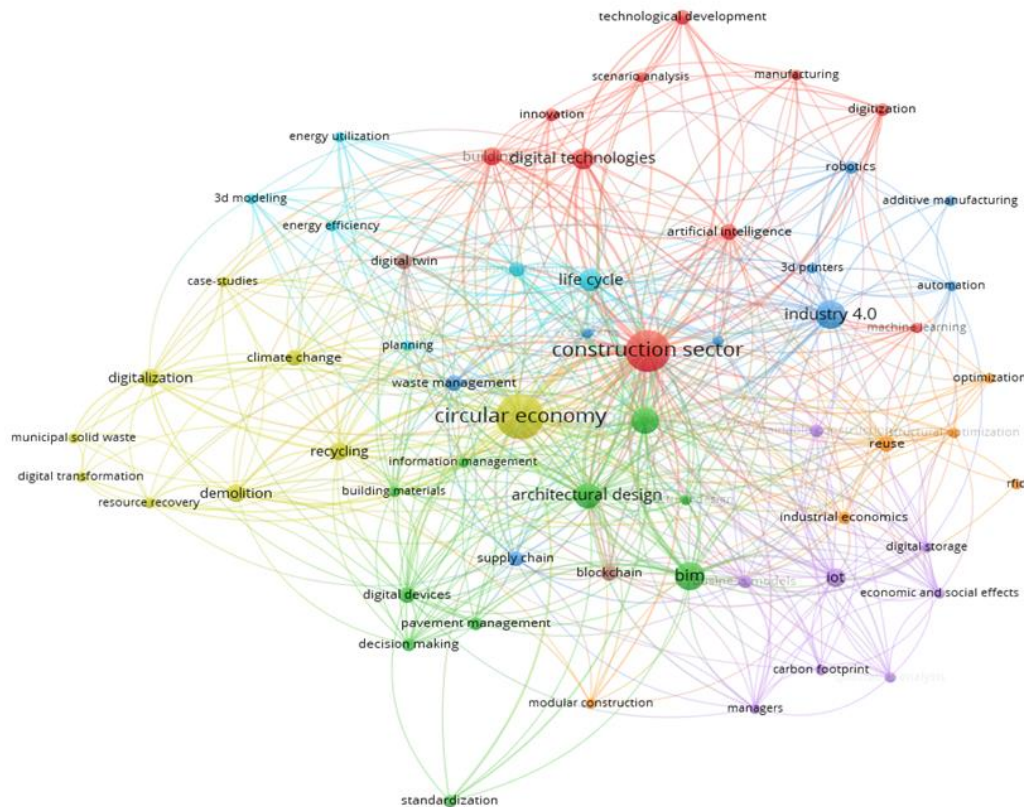 technological development
scenario analysis
manufacturing
innovation
digitization
energy utilization
digital technologies
robotics
3d modeling
additive manufacturing
energy efficiency
artificial intelligence
digital twin
3d printers
case-studies
life cycle
automation
industry 4.0
machine learning
construction sector
planning
climate change
digitalization
waste management
optimization
circular economy
municipal solid waste
structural optimization
reuse
recycling
information management
digital transformation
building materials
rfid
demolition
architectural design
resource recovery
industrial economics
digital storage
supply chain
blockchain
bim
iot
digital devices
economic and social effects
pavement management
decision making
carbon footprint
modular construction
managers
standardization